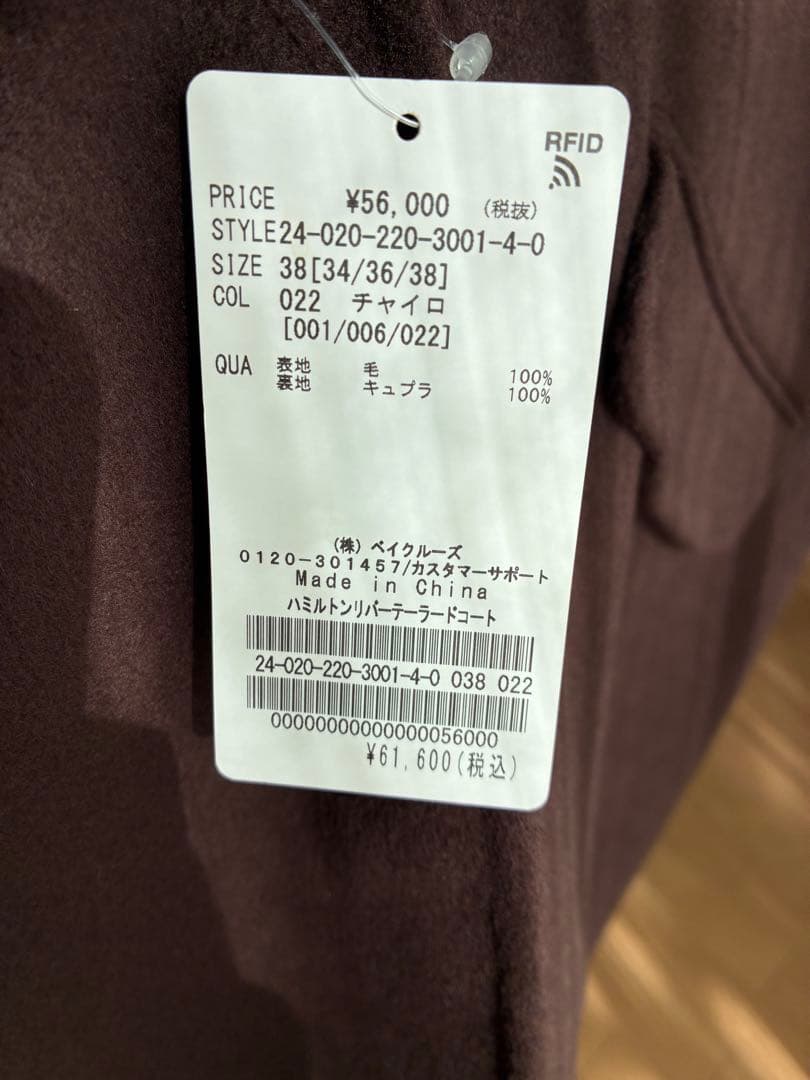 RFID
PRICE ¥56,000 (税抜)
STYLE24-020-220-3001-4-0
SIZE 38[34/36/38]
COL 022 チャイロ
[001/006/022]
QUA 表地 毛 100%
裏地 キュプラ 100%
(株) ベイクルーズ
0120-301457/カスタマーサポート
Made in China
ハミルトンリバーテーラードコート
24-020-220-3001-4-0 038 022
00000000000000056000
¥61,600(税込)